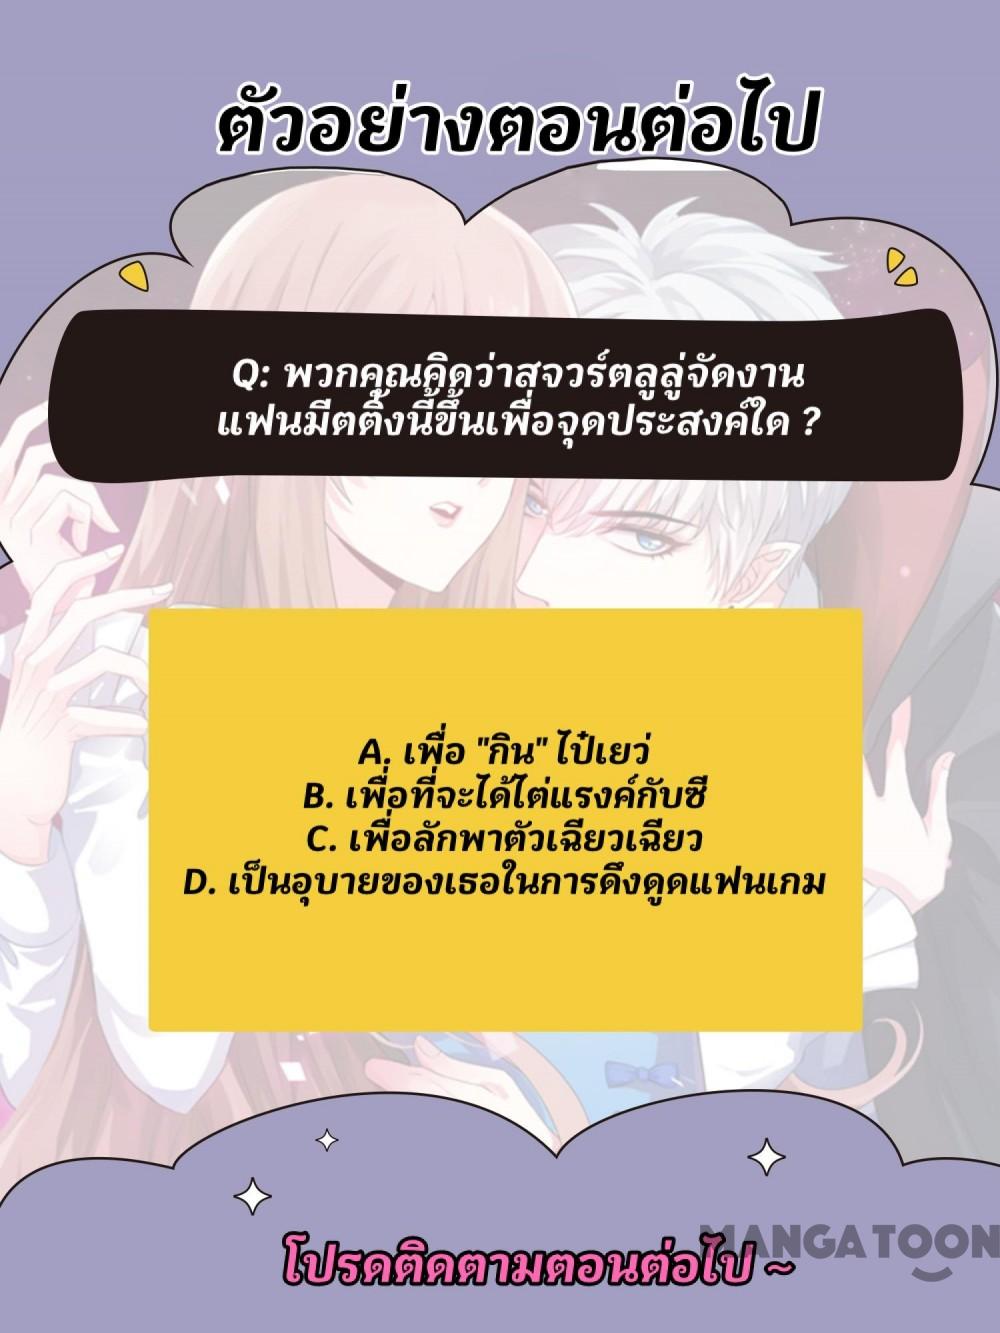 ตัวอย่างตอนต่อไป
Q: พวกคุณคิดว่าสจวร์ตลูลู่จัดงาน
แฟนมีตติ้งนี้ขึ้นเพื่อจุดประสงค์ใด ?
A. เพื่อ "กิน" ไป๋เยว่
B. เพื่อที่จะได้ไต่แรงค์กับซี
C. เพื่อลักพาตัวเฉียวเฉียว
D. เป็นอุบายของเธอในการดึงดูดแฟนเกม
โปรดติดตามตอนต่อไป ~
MANGATOON